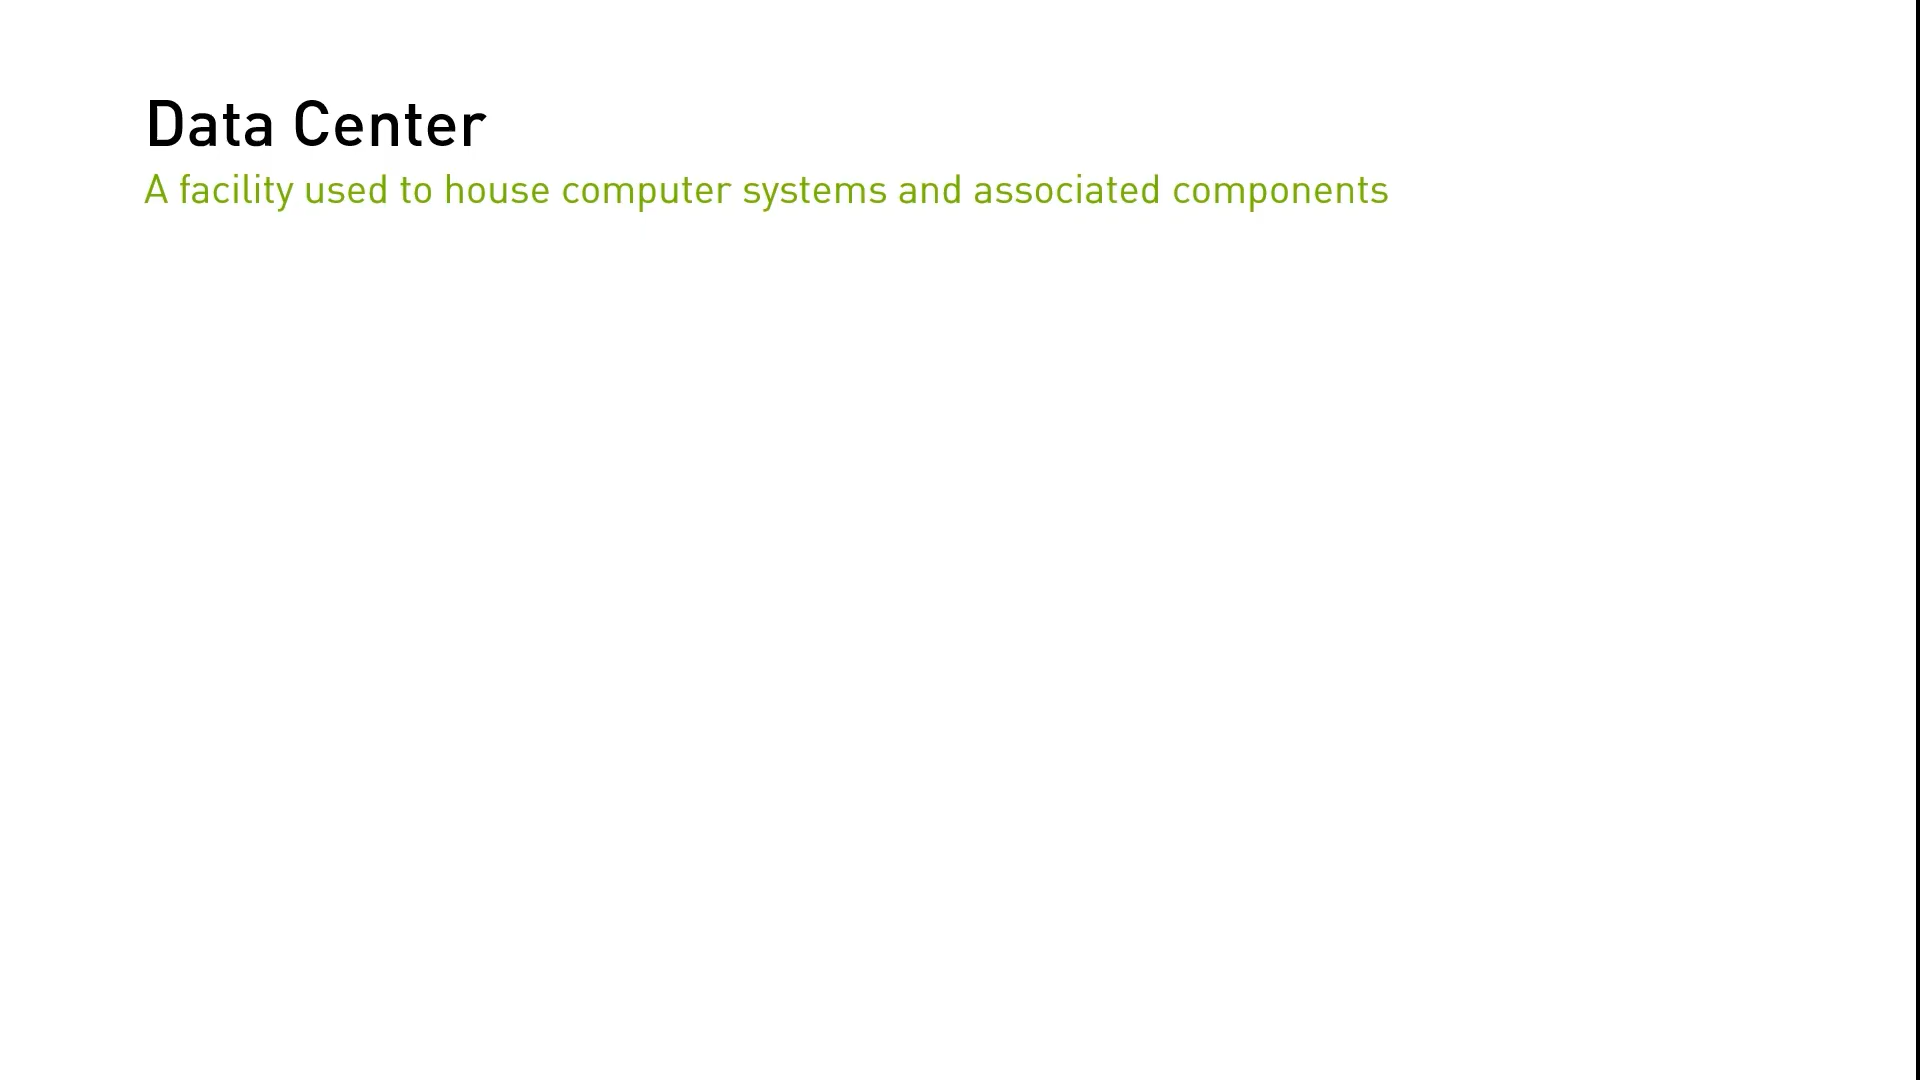 Data Center
A facility used to house computer systems and associated components